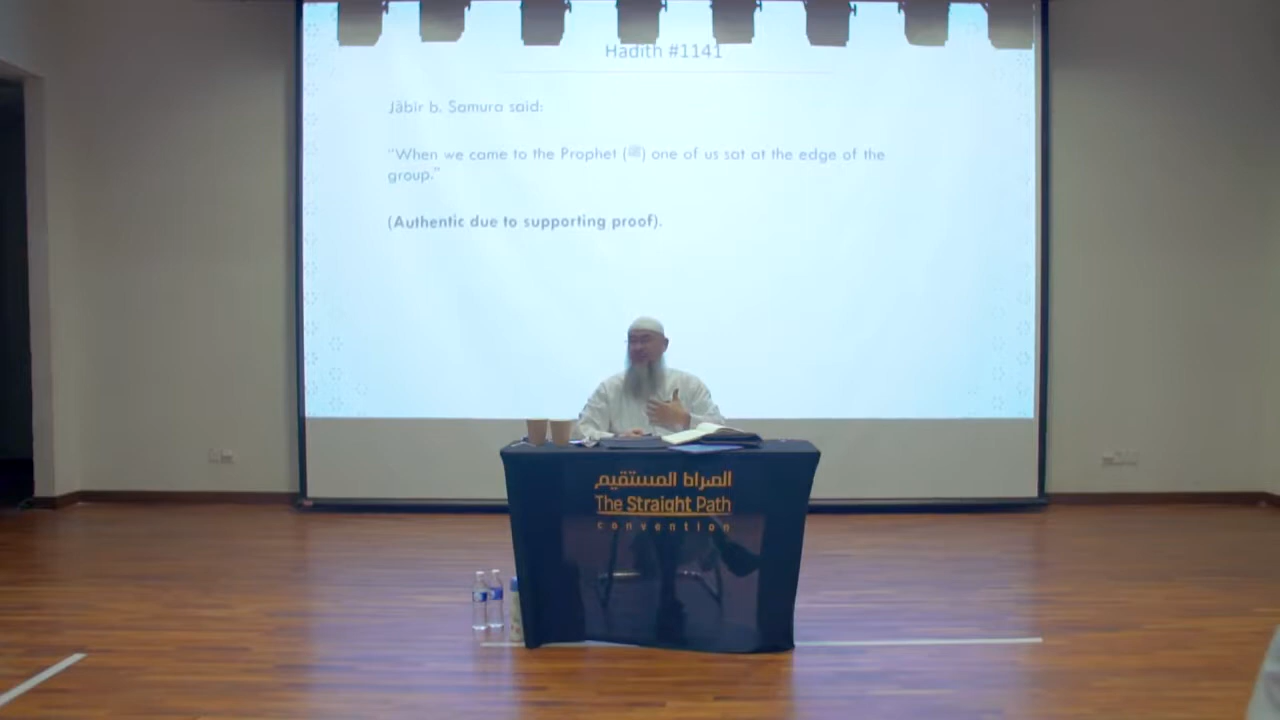 Hadith #1141
Jābir b. Samura said:
"When we came to the Prophet (ﷺ) one of us sat at the edge of the
group."
(Authentic due to supporting proof).
الصراط المستقيم
The Straight Path
convention